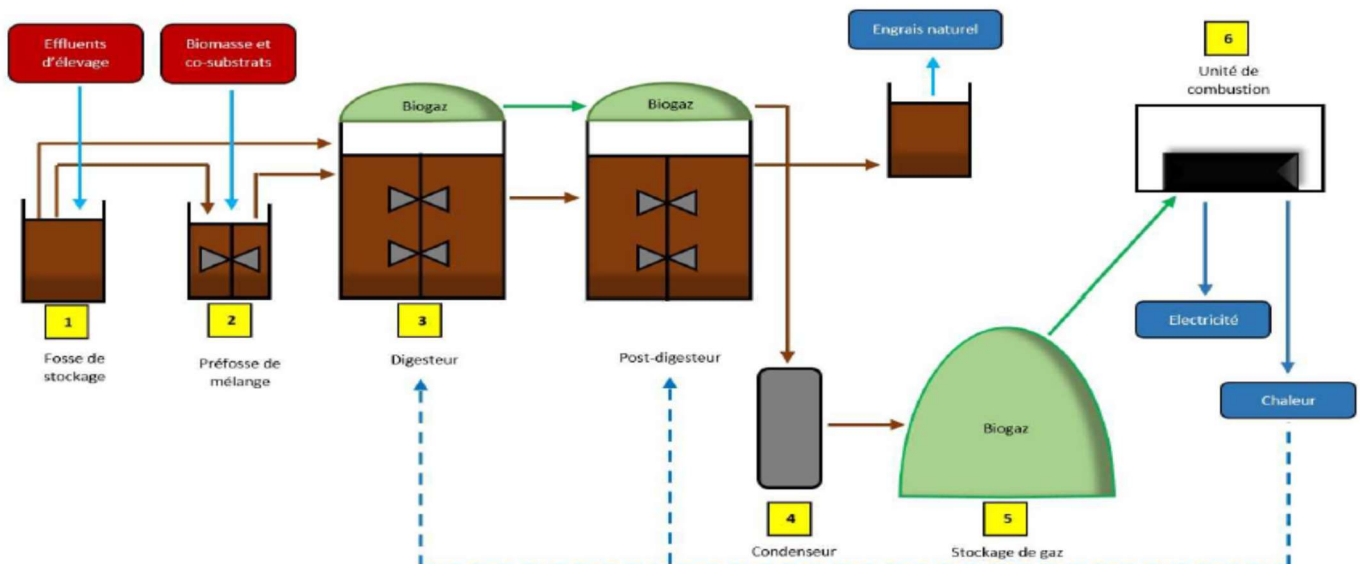 Effluents
d'élevage
Biomasse et
co-substrats
Engrais naturel
6
Unité de
combustion
Biogaz
Biogaz
1
2
3
Fosse de
stockage
Préfosse de
mélange
Digesteur
Post-digesteur
Electricité
Chaleur
Biogaz
4
5
Condenseur
Stockage de gaz